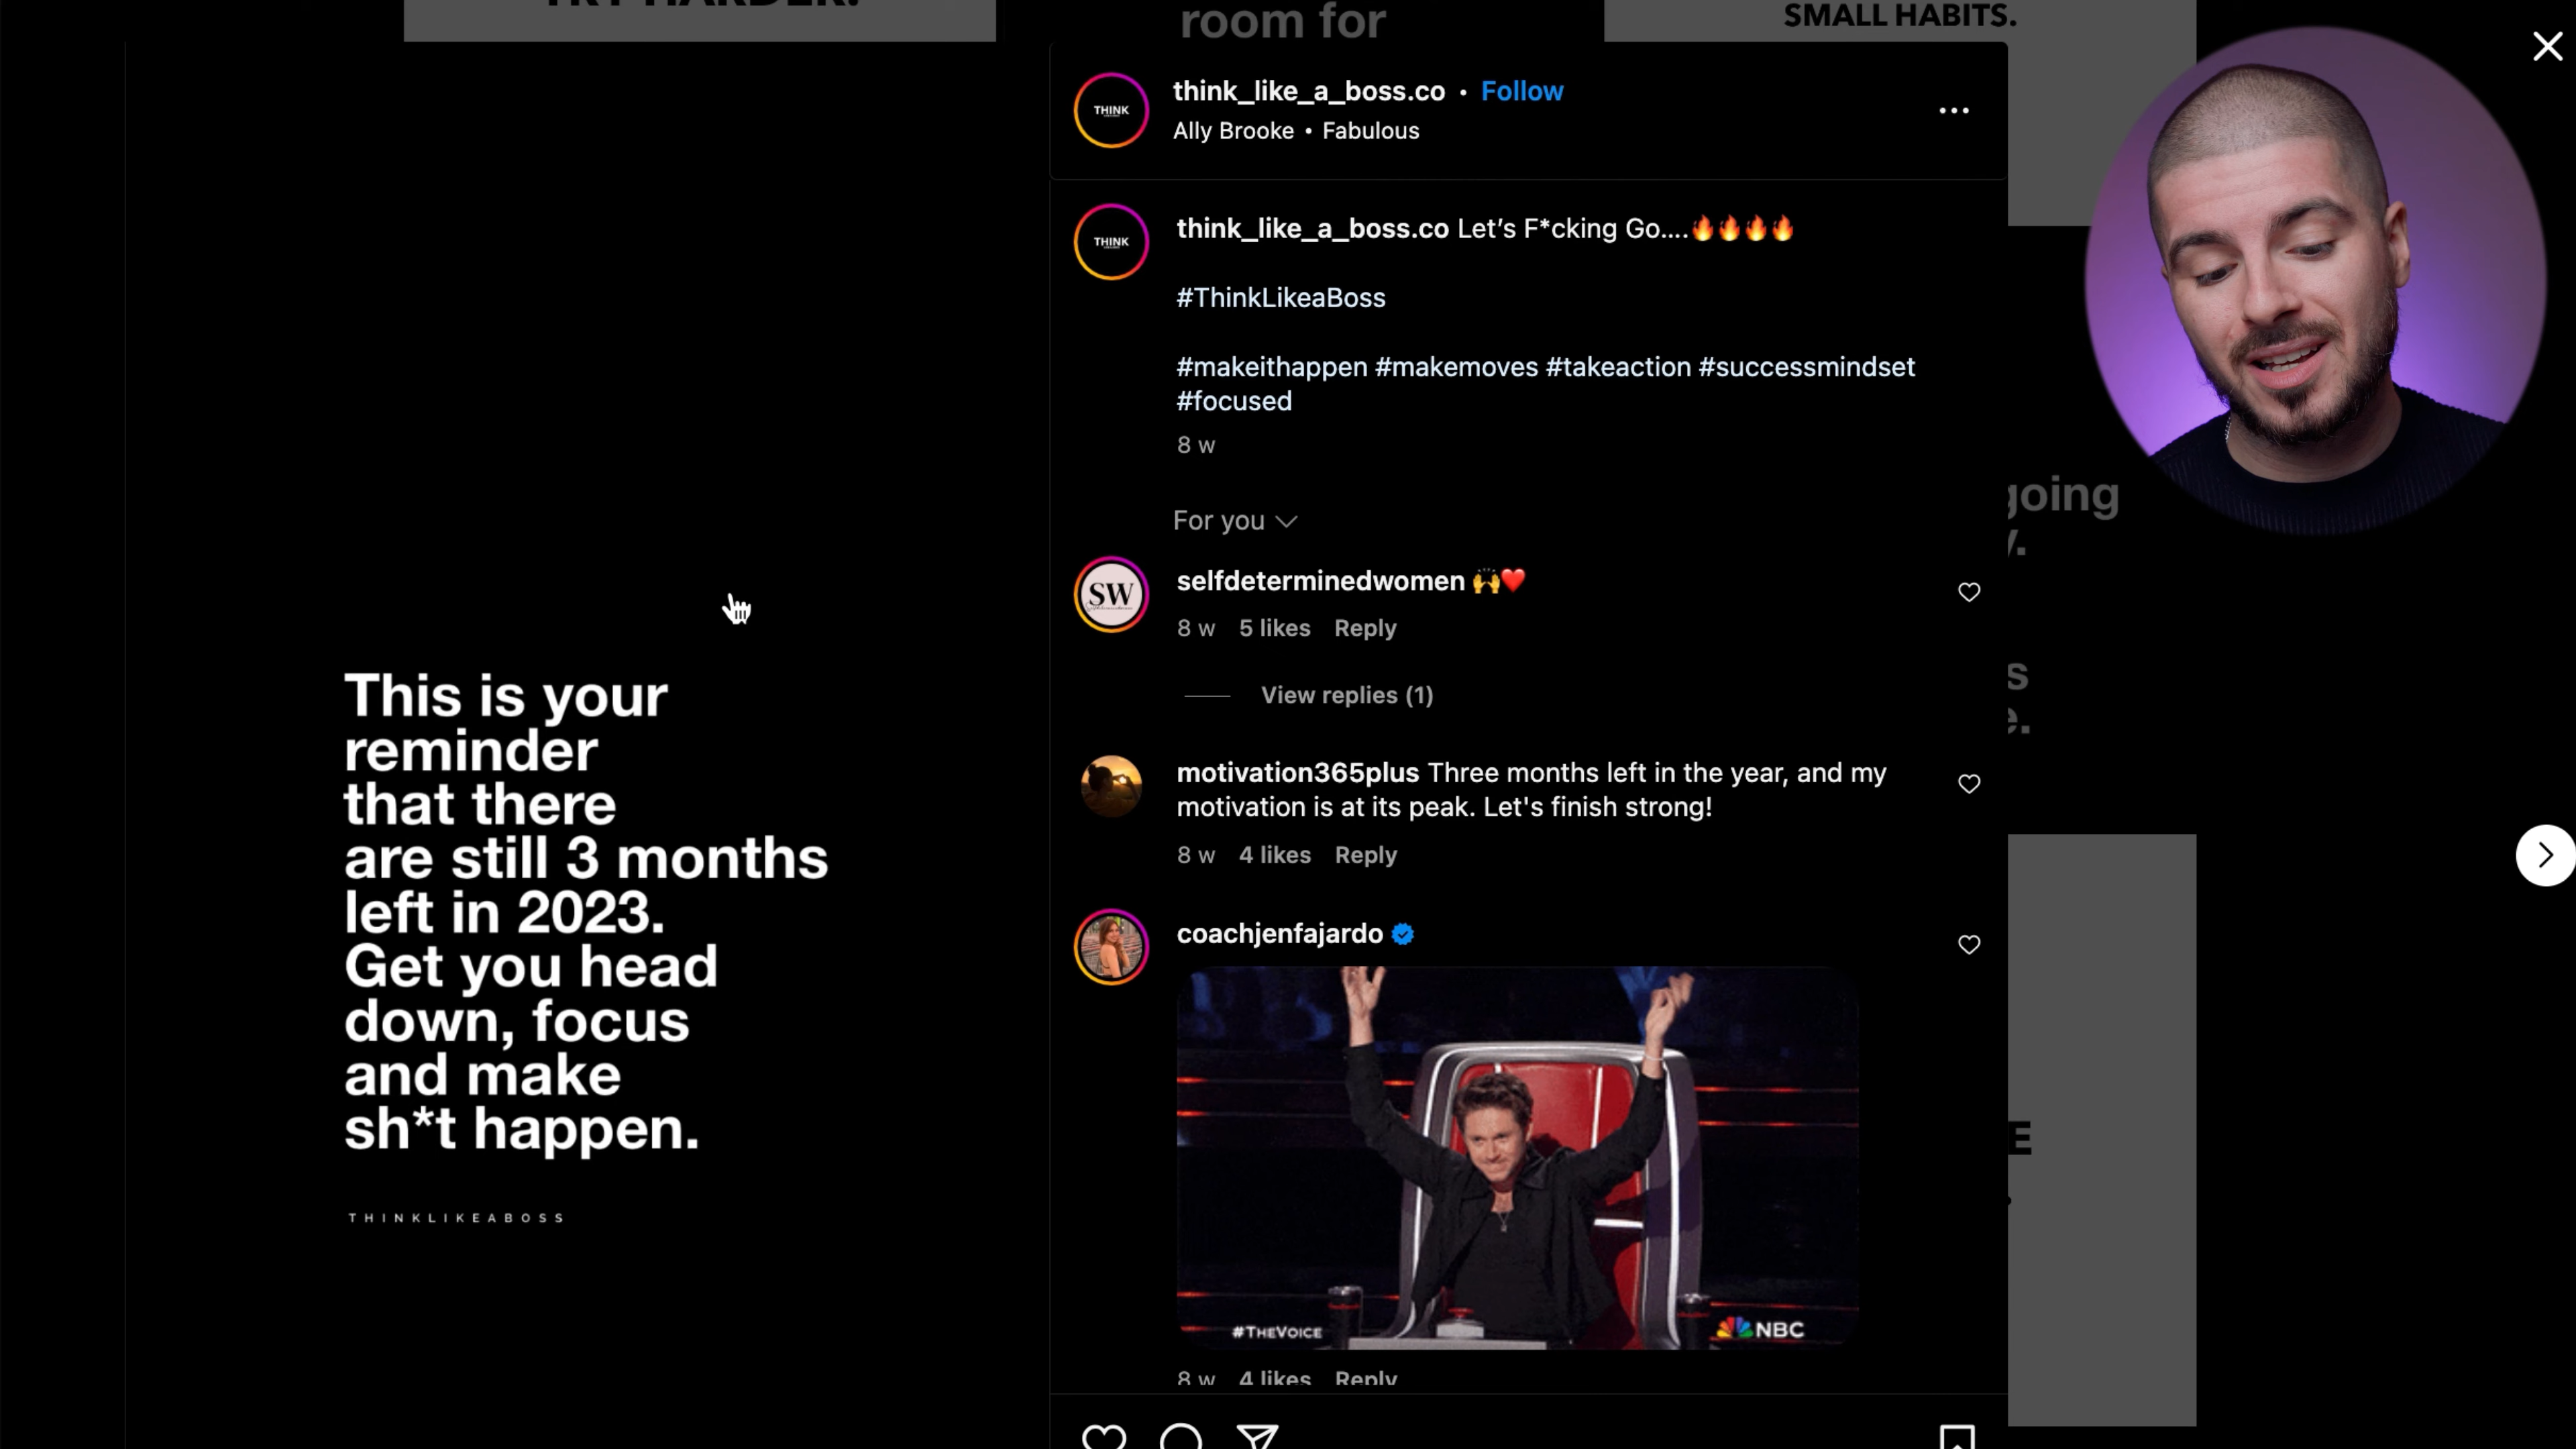 TRY HARDER.
room for
SMALL HABITS.
This is your
reminder
that there
are still 3 months
left in 2023.
Get you head
down, focus
and make
sh*t happen.
THINKLIKEABOSS
THINK
think_like_a_boss.co • Follow
Ally Brooke • Fabulous
THINK
think_like_a_boss.co Let’s F*cking Go....🔥🔥🔥🔥
#ThinkLikeaBoss
#makeithappen #makemoves #takeaction #successmindset
#focused
8 w
For you
SW
selfdeterminedwomen 🙌❤️
8 w 5 likes Reply
View replies (1)
motivation365plus Three months left in the year, and my
motivation is at its peak. Let's finish strong!
8 w 4 likes Reply
coachjenfajardo
#THEVOICE
NBC
8 w 4 likes Reply
going